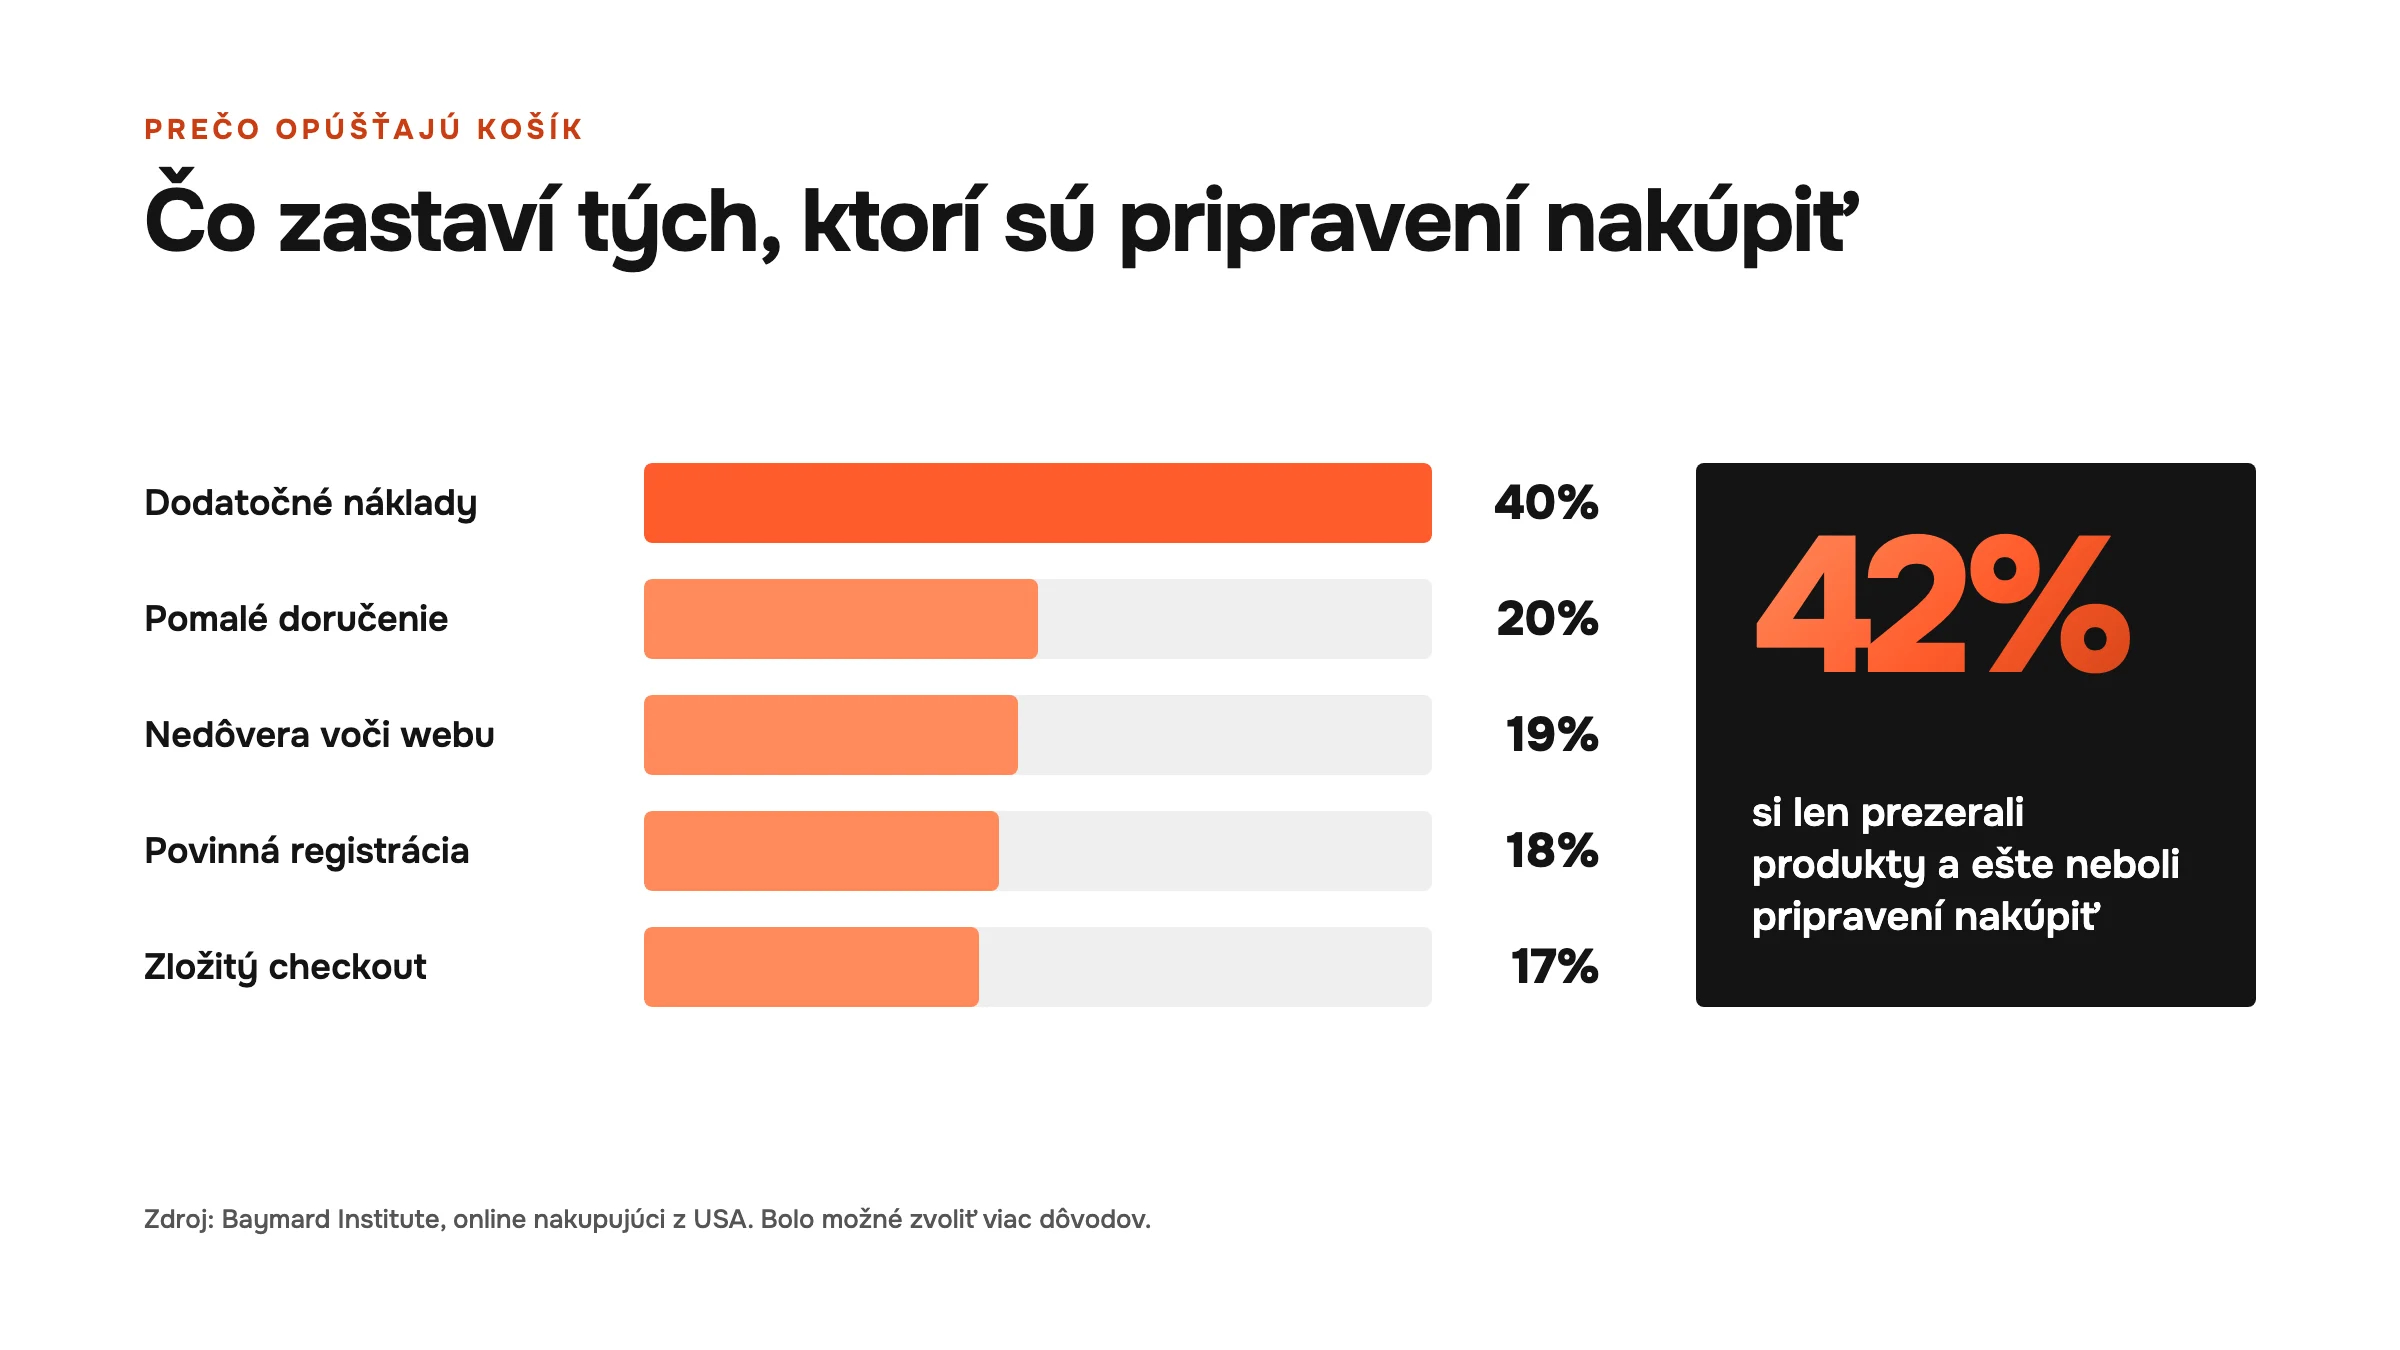 PREČO OPÚŠŤAJÚ KOŠÍK
Čo zastaví tých, ktorí sú pripravení nakúpiť
Dodatočné náklady 40%
Pomalé doručenie 20%
Nedôvera voči webu 19%
Povinná registrácia 18%
Zložitý checkout 17%
42%
si len prezerali
produkty a ešte neboli
pripravení nakúpiť
Zdroj: Baymard Institute, online nakupujúci z USA. Bolo možné zvoliť viac dôvodov.